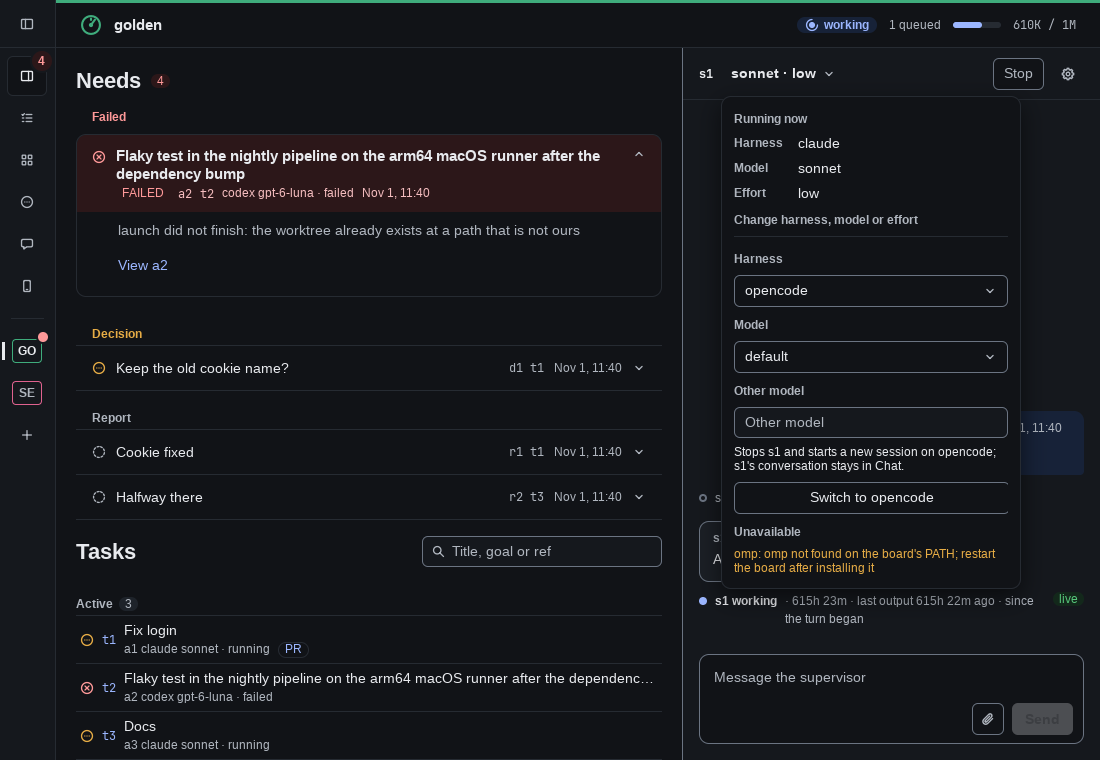 golden
working
1 queued
610K / 1M
4
Needs 4
Failed
Flaky test in the nightly pipeline on the arm64 macOS runner after the
dependency bump
FAILED a2 t2 codex gpt-6-luna · failed Nov 1, 11:40
launch did not finish: the worktree already exists at a path that is not ours
View a2
Decision
Keep the old cookie name? d1 t1 Nov 1, 11:40
Report
Cookie fixed r1 t1 Nov 1, 11:40
Halfway there r2 t3 Nov 1, 11:40
GO
SE
Tasks
Title, goal or ref
Active 3
t1 Fix login
a1 claude sonnet · running PR
t2 Flaky test in the nightly pipeline on the arm64 macOS runner after the dependenc…
a2 codex gpt-6-luna · failed
t3 Docs
a3 claude sonnet · running
s1 sonnet · low
Stop
Running now
Harness claude
Model sonnet
Effort low
Change harness, model or effort
Harness
opencode
Model
default
Other model
Other model
Stops s1 and starts a new session on opencode;
s1's conversation stays in Chat.
Switch to opencode
Unavailable
omp: omp not found on the board's PATH; restart
the board after installing it
11:40
s1 working · 615h 23m · last output 615h 22m ago · since
the turn began
live
Message the supervisor
Send